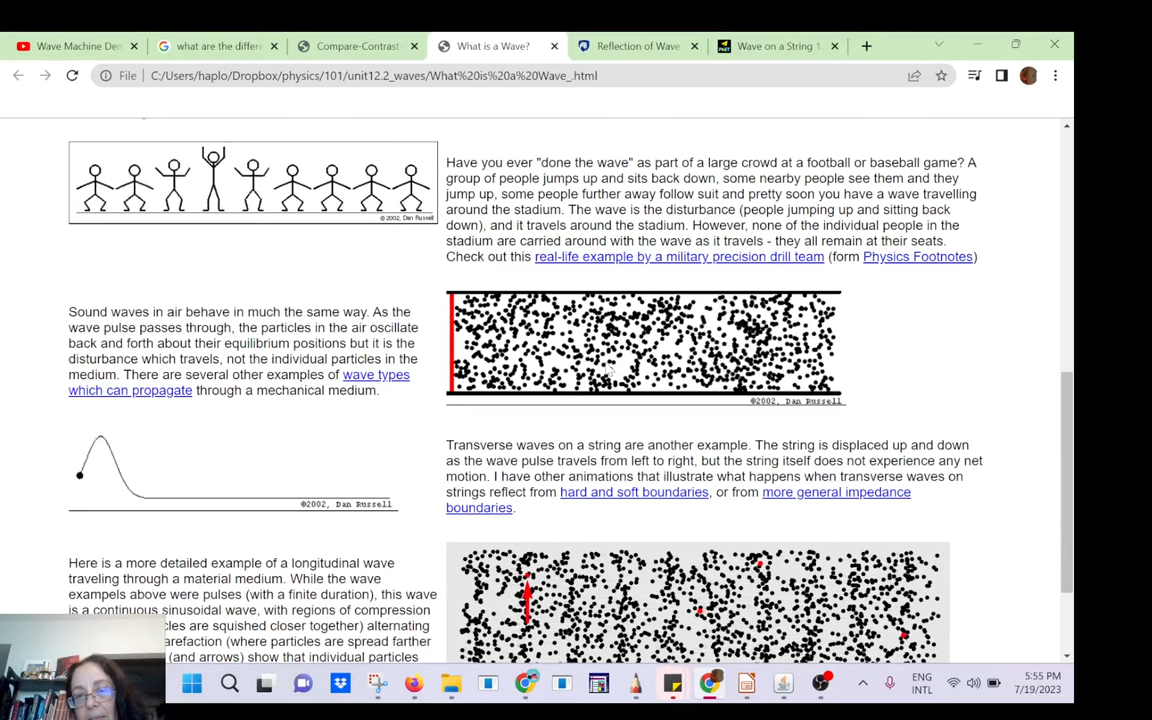 Wave Machine Den
what are the differe
Compare-Contrast-
What is a Wave?
Reflection of Wave
Wave on a String 1
File
C:/Users/haplo/Dropbox/physics/101/unit12.2_waves/What%20is%20a%20Wave_.html
©2002, Dan Russell
Have you ever "done the wave" as part of a large crowd at a football or baseball game? A
group of people jumps up and sits back down, some nearby people see them and they
jump up, some people further away follow suit and pretty soon you have a wave travelling
around the stadium. The wave is the disturbance (people jumping up and sitting back
down), and it travels around the stadium. However, none of the individual people in the
stadium are carried around with the wave as it travels - they all remain at their seats.
Check out this real-life example by a military precision drill team (form Physics Footnotes)
Sound waves in air behave in much the same way. As the
wave pulse passes through, the particles in the air oscillate
back and forth about their equilibrium positions but it is the
disturbance which travels, not the individual particles in the
medium. There are several other examples of wave types
which can propagate through a mechanical medium.
©2002, Dan Russell
©2002, Dan Russell
Transverse waves on a string are another example. The string is displaced up and down
as the wave pulse travels from left to right, but the string itself does not experience any net
motion. I have other animations that illustrate what happens when transverse waves on
strings reflect from hard and soft boundaries, or from more general impedance
boundaries.
Here is a more detailed example of a longitudinal wave
traveling through a material medium. While the wave
exampels above were pulses (with a finite duration), this wave
is a continuous sinusoidal wave, with regions of compression
cles are squished closer together) alternating
arefaction (where particles are spread farther
(and arrows) show that individual particles
ENG
INTL
5:55 PM
7/19/2023